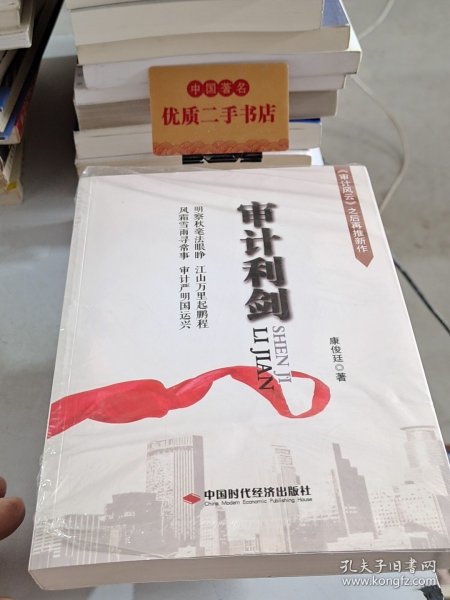 中国著名
优质二手书店
《审计风云》之后再推新作
审计利剑
SHEN JI
LI JIAN
明察秋毫法眼睁 江山万里起鹏程
风霜雪雨寻常事 审计严明国运兴
康俊廷 著
中国时代经济出版社
China Modern Economic Publishing House
孔夫子旧书网
www.kongfz.com